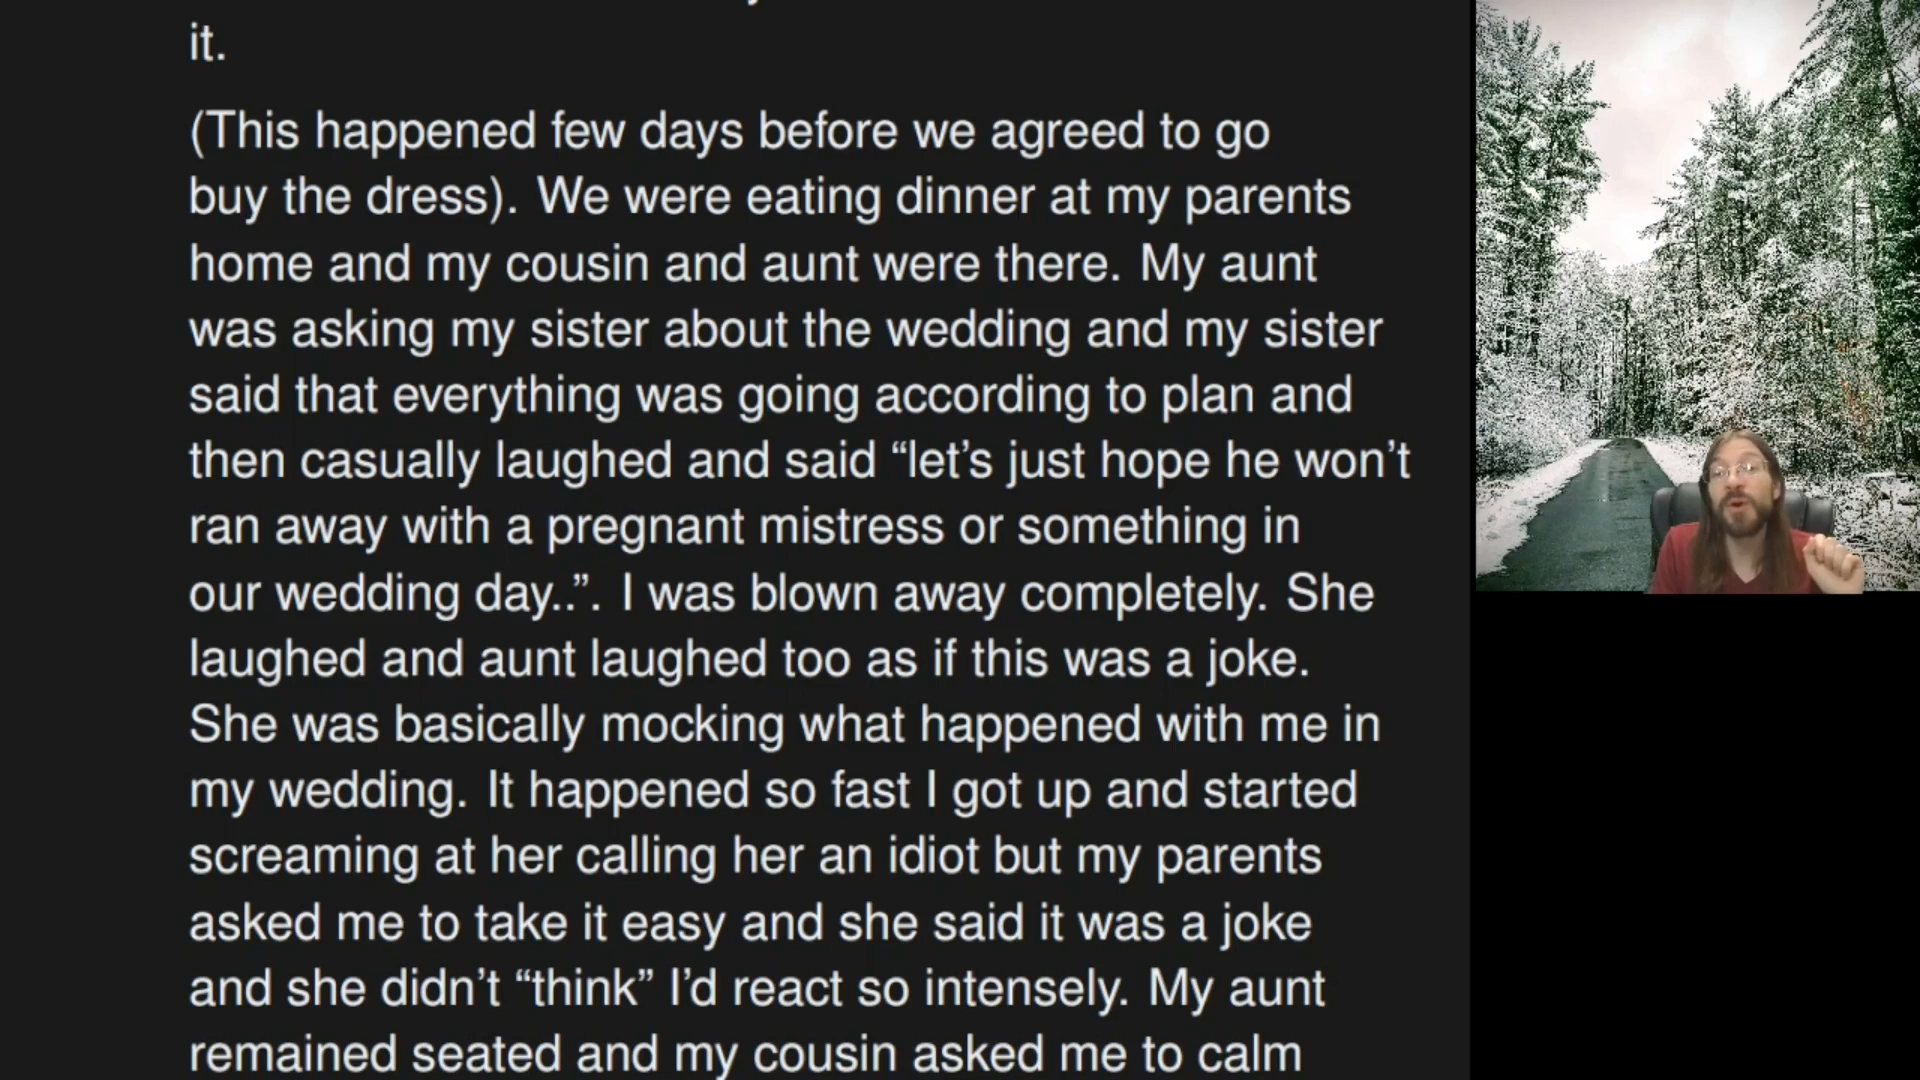 it.
(This happened few days before we agreed to go
buy the dress). We were eating dinner at my parents
home and my cousin and aunt were there. My aunt
was asking my sister about the wedding and my sister
said that everything was going according to plan and
then casually laughed and said “let’s just hope he won’t
ran away with a pregnant mistress or something in
our wedding day..”. I was blown away completely. She
laughed and aunt laughed too as if this was a joke.
She was basically mocking what happened with me in
my wedding. It happened so fast I got up and started
screaming at her calling her an idiot but my parents
asked me to take it easy and she said it was a joke
and she didn’t “think” I’d react so intensely. My aunt
remained seated and my cousin asked me to calm